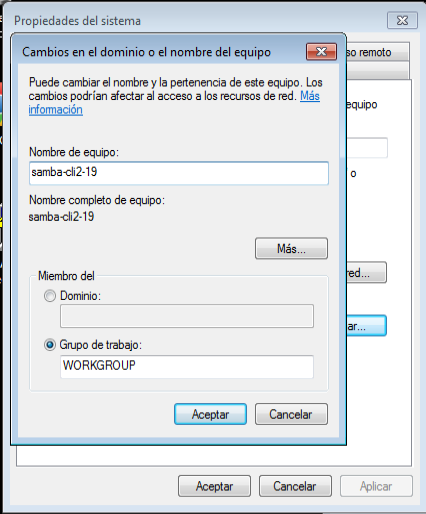 Propiedades del sistema
so remoto
Cambios en el dominio o el nombre del equipo
Puede cambiar el nombre y la pertenencia de este equipo. Los
cambios podrían afectar al acceso a los recursos de red. Más
información
equipo
Nombre de equipo:
samba-cli2-19
o
Nombre completo de equipo:
samba-cli2-19
Más...
red...
Miembro del
Dominio:
ar...
Grupo de trabajo:
WORKGROUP
Aceptar Cancelar
Aceptar Cancelar Aplicar